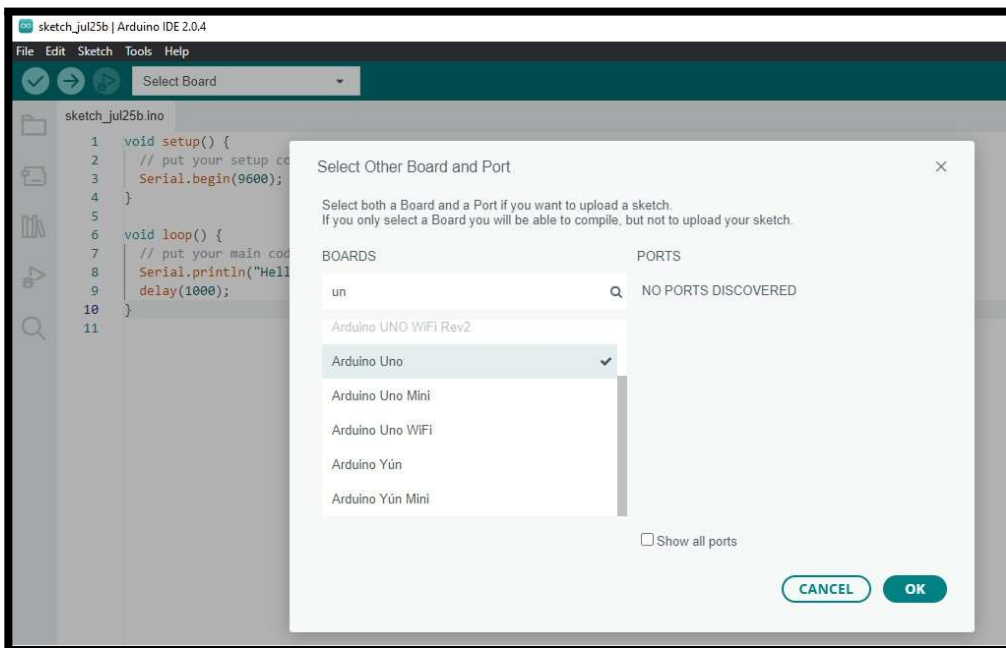 sketch_jul25b | Arduino IDE 2.0.4
File Edit Sketch Tools Help
Select Board
sketch_jul25b.ino
1 void setup() {
2 // put your setup co
3 Serial.begin(9600);
4 }
5
6 void loop() {
7 // put your main cod
8 Serial.println("Hell
9 delay(1000);
10 }
11
Select Other Board and Port
Select both a Board and a Port if you want to upload a sketch.
If you only select a Board you will be able to compile, but not to upload your sketch.
BOARDS
un
Arduino UNO WiFi Rev2
Arduino Uno
Arduino Uno Mini
Arduino Uno WiFi
Arduino Yún
Arduino Yún Mini
PORTS
NO PORTS DISCOVERED
Show all ports
CANCEL OK